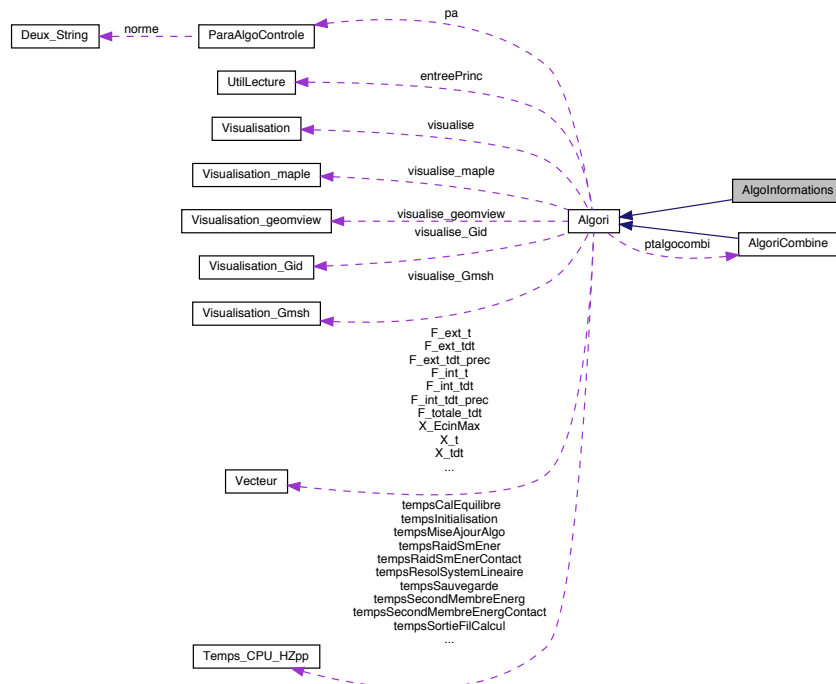 pa
Deux_String
norme
ParaAlgoControle
UtilLecture
entreePrinc
Visualisation
visualise
Visualisation_maple
visualise_maple
AlgoInformations
Visualisation_geomview
visualise_geomview
Algori
visualise_Gid
ptalgocombi
AlgoriCombine
Visualisation_Gid
visualise_Gmsh
Visualisation_Gmsh
F_ext_t
F_ext_tdt
F_ext_tdt_prec
F_int_t
F_int_tdt
F_int_tdt_prec
F_totale_tdt
X_EcinMax
X_t
X_tdt
...
Vecteur
tempsCalEquilibre
tempsInitialisation
tempsMiseAjourAlgo
tempsRaidSmEner
tempsRaidSmEnerContact
tempsResolSystemLineaire
tempsSauvegarde
tempsSecondMembreEnerg
tempsSecondMembreEnergContact
tempsSortieFilCalcul
...
Temps_CPU_HZpp